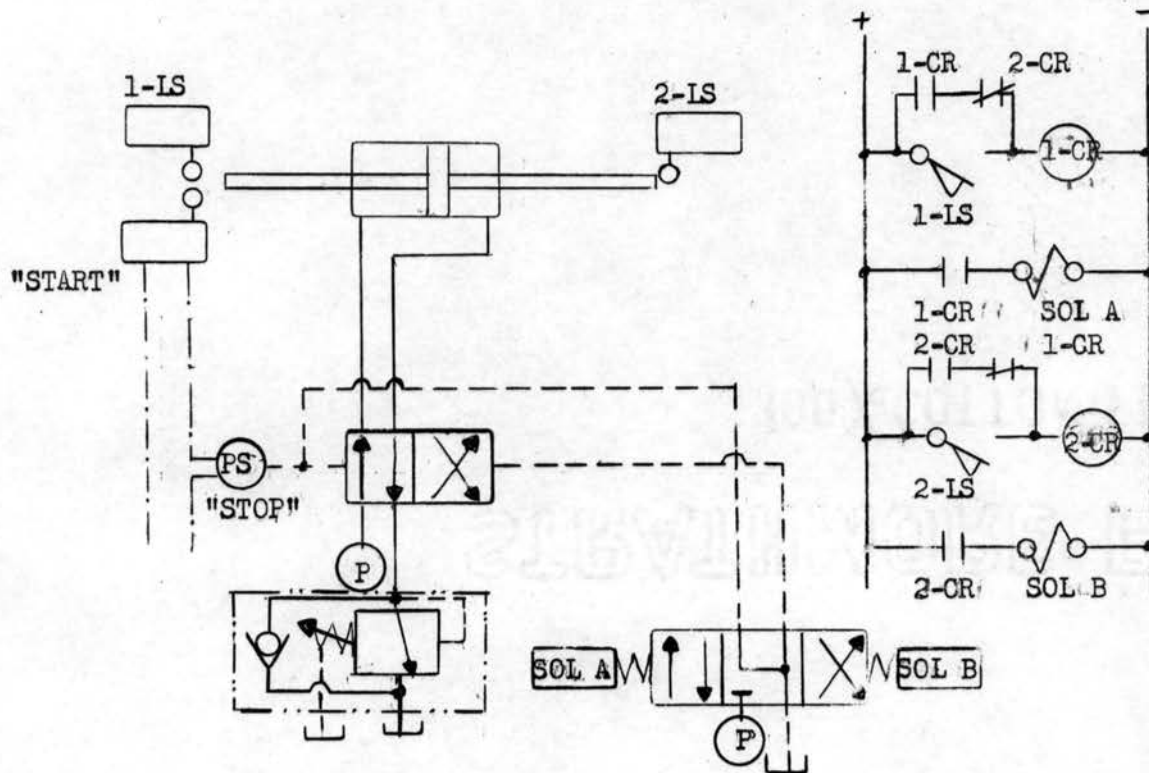 + -
1-LS
2-LS
1-CR 2-CR
1-CR
1-LS
"START"
1-CR SOL A
2-CR 1-CR
PS
"STOP"
2-CR
2-LS
P
2-CR SOL B
SOL A
SOL B
P